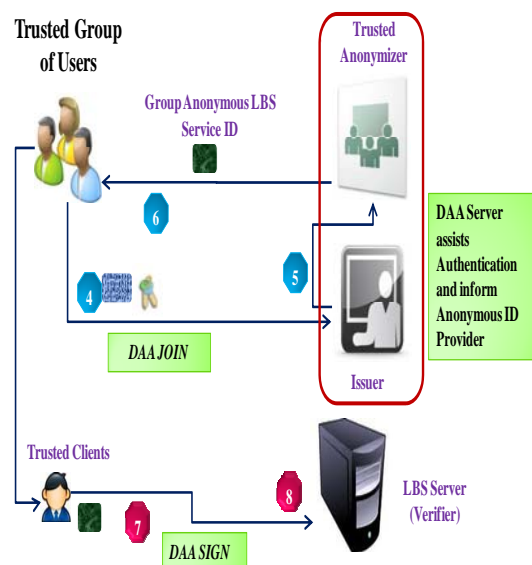 Trusted Group
of Users
Trusted
Anonymizer
Group Anonymous LBS
Service ID
6
5
DAA Server
assists
Authentication
and inform
Anonymous ID
Provider
4
DAA JOIN
Issuer
Trusted Clients
8
LBS Server
(Verifier)
7
DAA SIGN